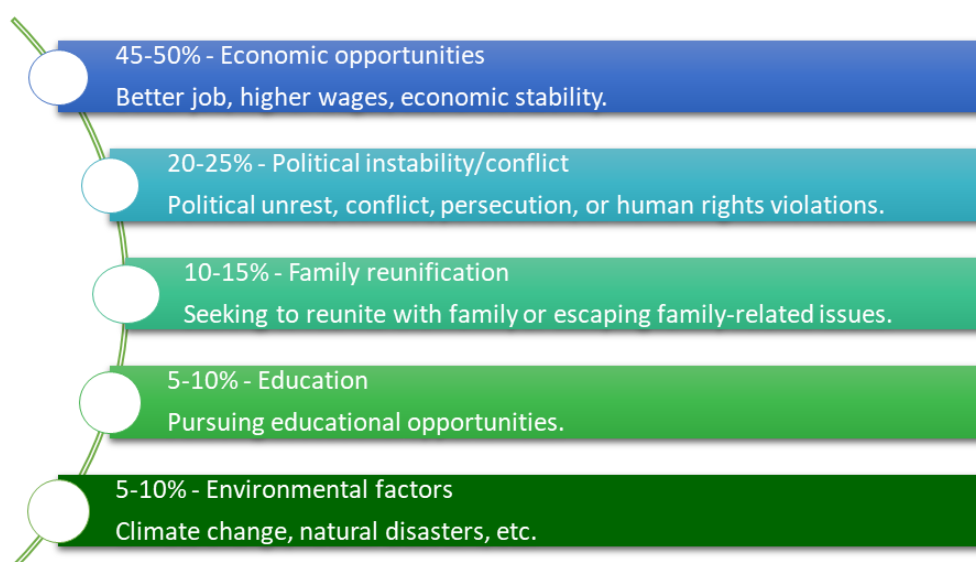 45-50% - Economic opportunities
Better job, higher wages, economic stability.
20-25% - Political instability/conflict
Political unrest, conflict, persecution, or human rights violations.
10-15% - Family reunification
Seeking to reunite with family or escaping family-related issues.
5-10% - Education
Pursuing educational opportunities.
5-10% - Environmental factors
Climate change, natural disasters, etc.